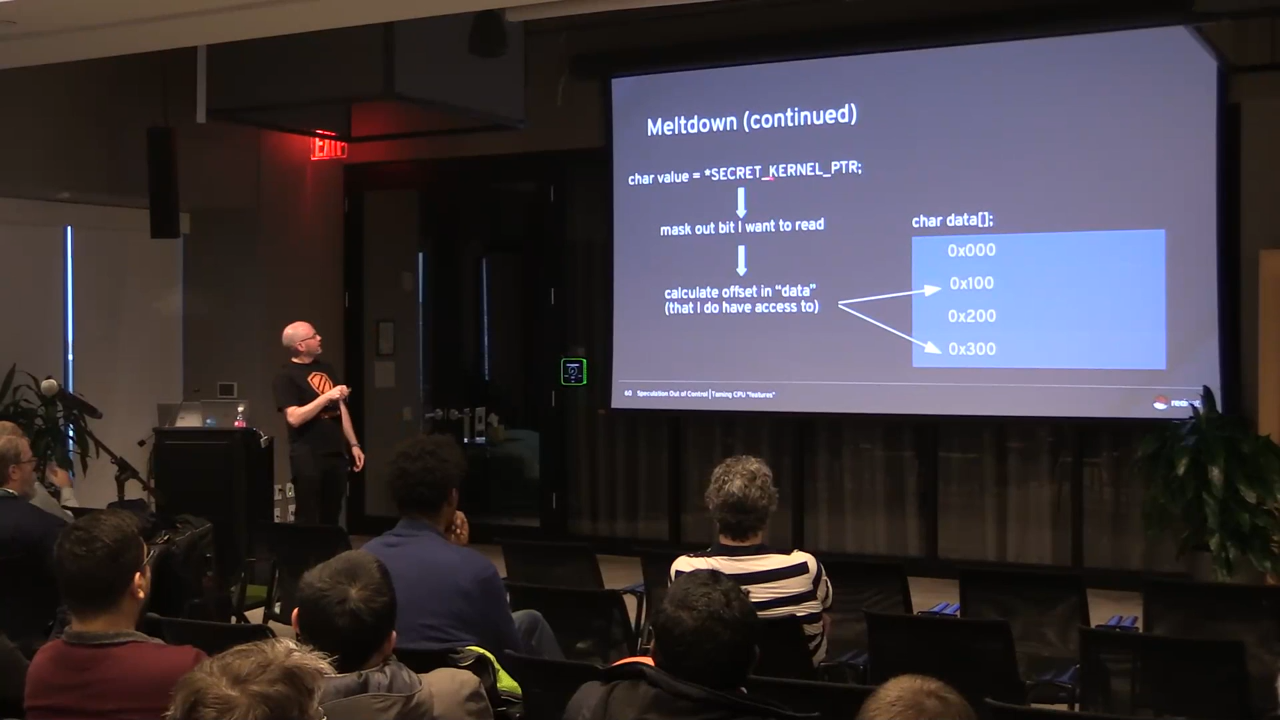 EXIT
Meltdown (continued)
char value = *SECRET_KERNEL_PTR;
mask out bit I want to read
calculate offset in “data”
(that I do have access to)
char data[];
0x000
0x100
0x200
0x300
60 Speculation Out of Control | Taming CPU "features"